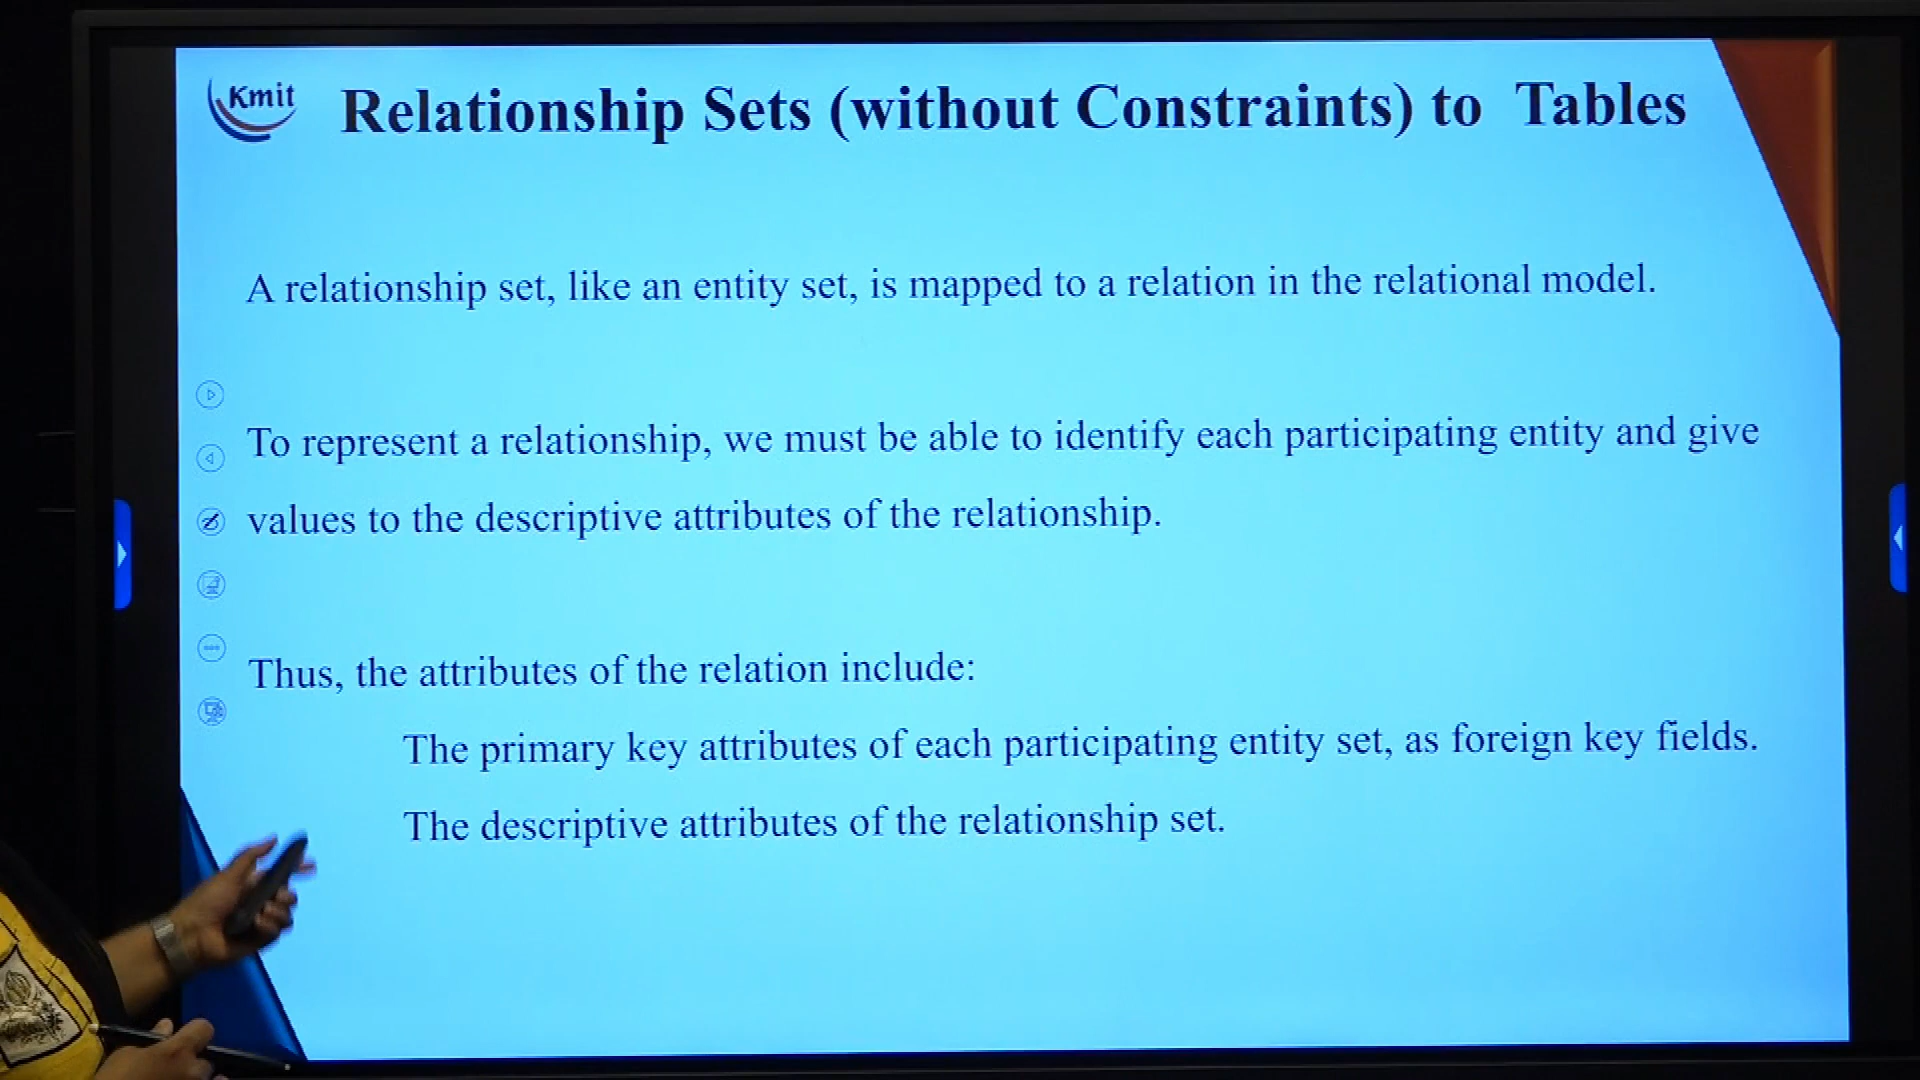 Kmit
Relationship Sets (without Constraints) to Tables
A relationship set, like an entity set, is mapped to a relation in the relational model.
To represent a relationship, we must be able to identify each participating entity and give
values to the descriptive attributes of the relationship.
Thus, the attributes of the relation include:
The primary key attributes of each participating entity set, as foreign key fields.
The descriptive attributes of the relationship set.